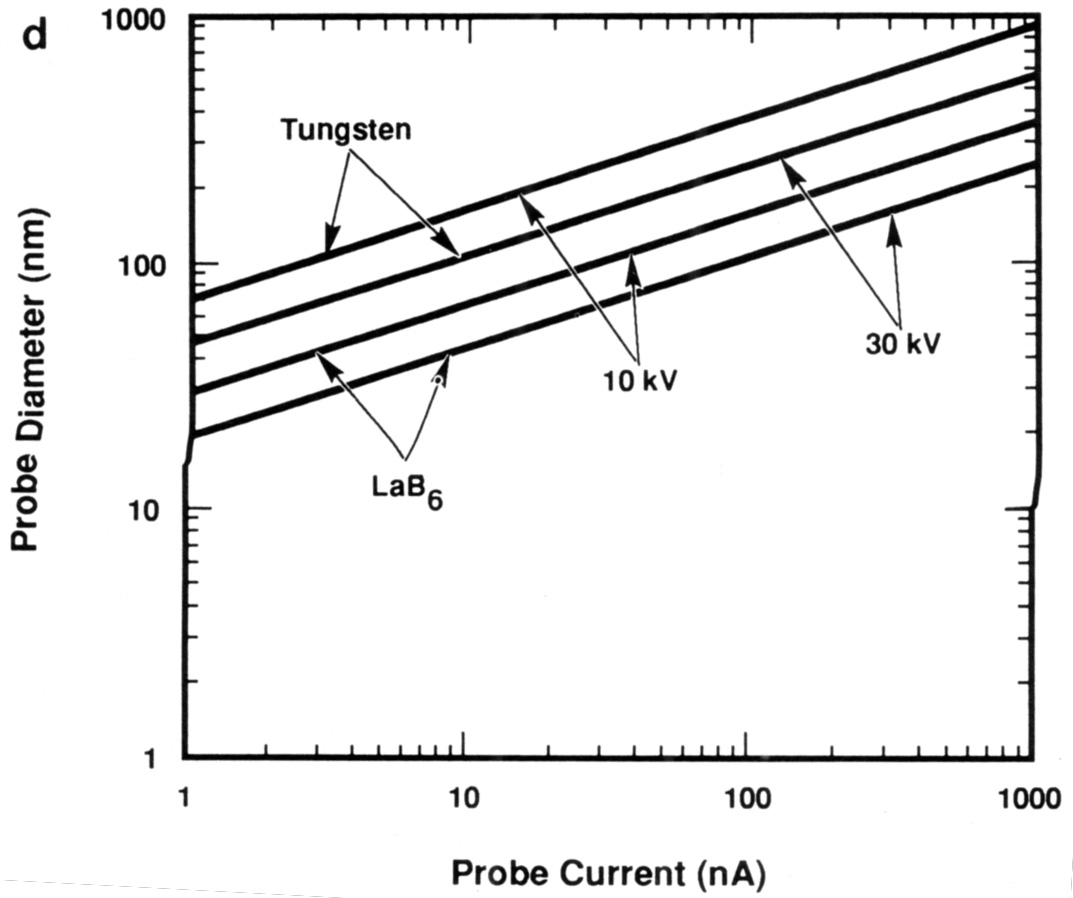 d
1000
100
10
1
Probe Diameter (nm)
Tungsten
10 kV
30 kV
LaB6
1 10 100 1000
Probe Current (nA)